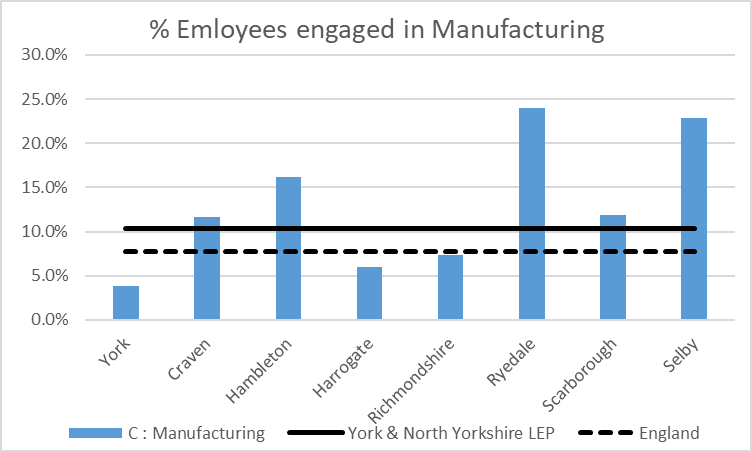 % Emloyees engaged in Manufacturing
30.0%
25.0%
20.0%
15.0%
10.0%
5.0%
0.0%
York
Craven
Hambleton
Harrogate
Richmondshire
Ryedale
Scarborough
Selby
C : Manufacturing
York & North Yorkshire LEP
England